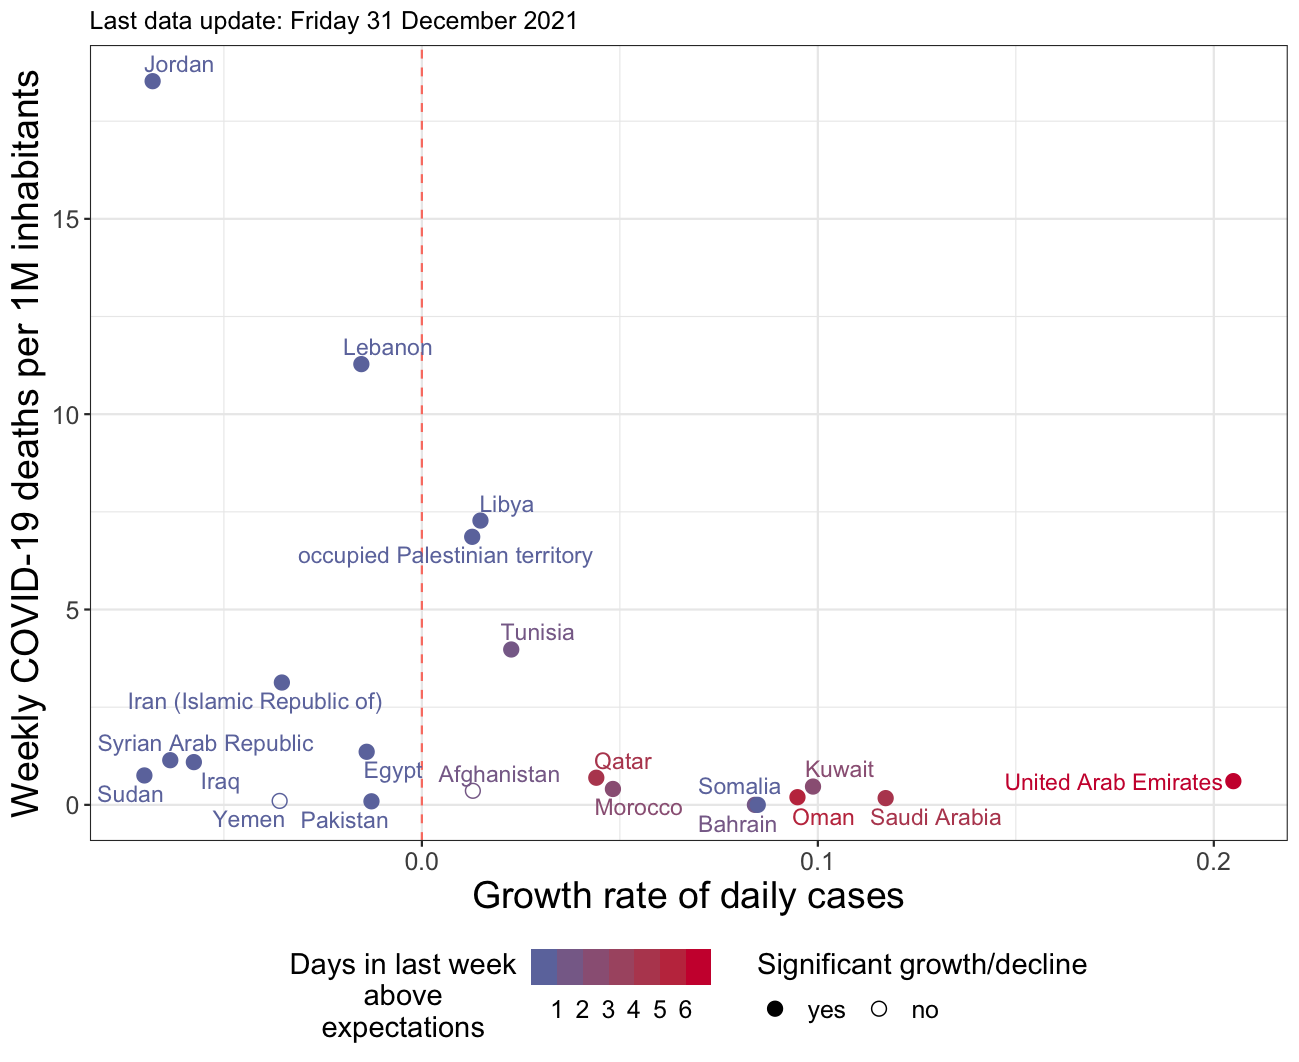 Last data update: Friday 31 December 2021
Weekly COVID-19 deaths per 1M inhabitants
15
10
5
0
Jordan
Lebanon
Libya
occupied Palestinian territory
Tunisia
Iran (Islamic Republic of)
Syrian Arab Republic
Sudan
Iraq
Egypt
Yemen
Pakistan
Afghanistan
Qatar
Morocco
Somalia
Bahrain
Kuwait
Oman
Saudi Arabia
United Arab Emirates
0.0
0.1
0.2
Growth rate of daily cases
Days in last week
above
expectations
1 2 3 4 5 6
Significant growth/decline
yes no